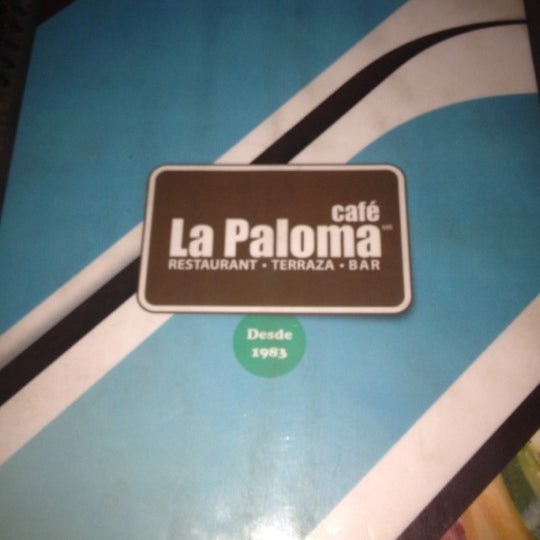 café
La Paloma
RESTAURANT • TERRAZA • BAR
Desde
1983